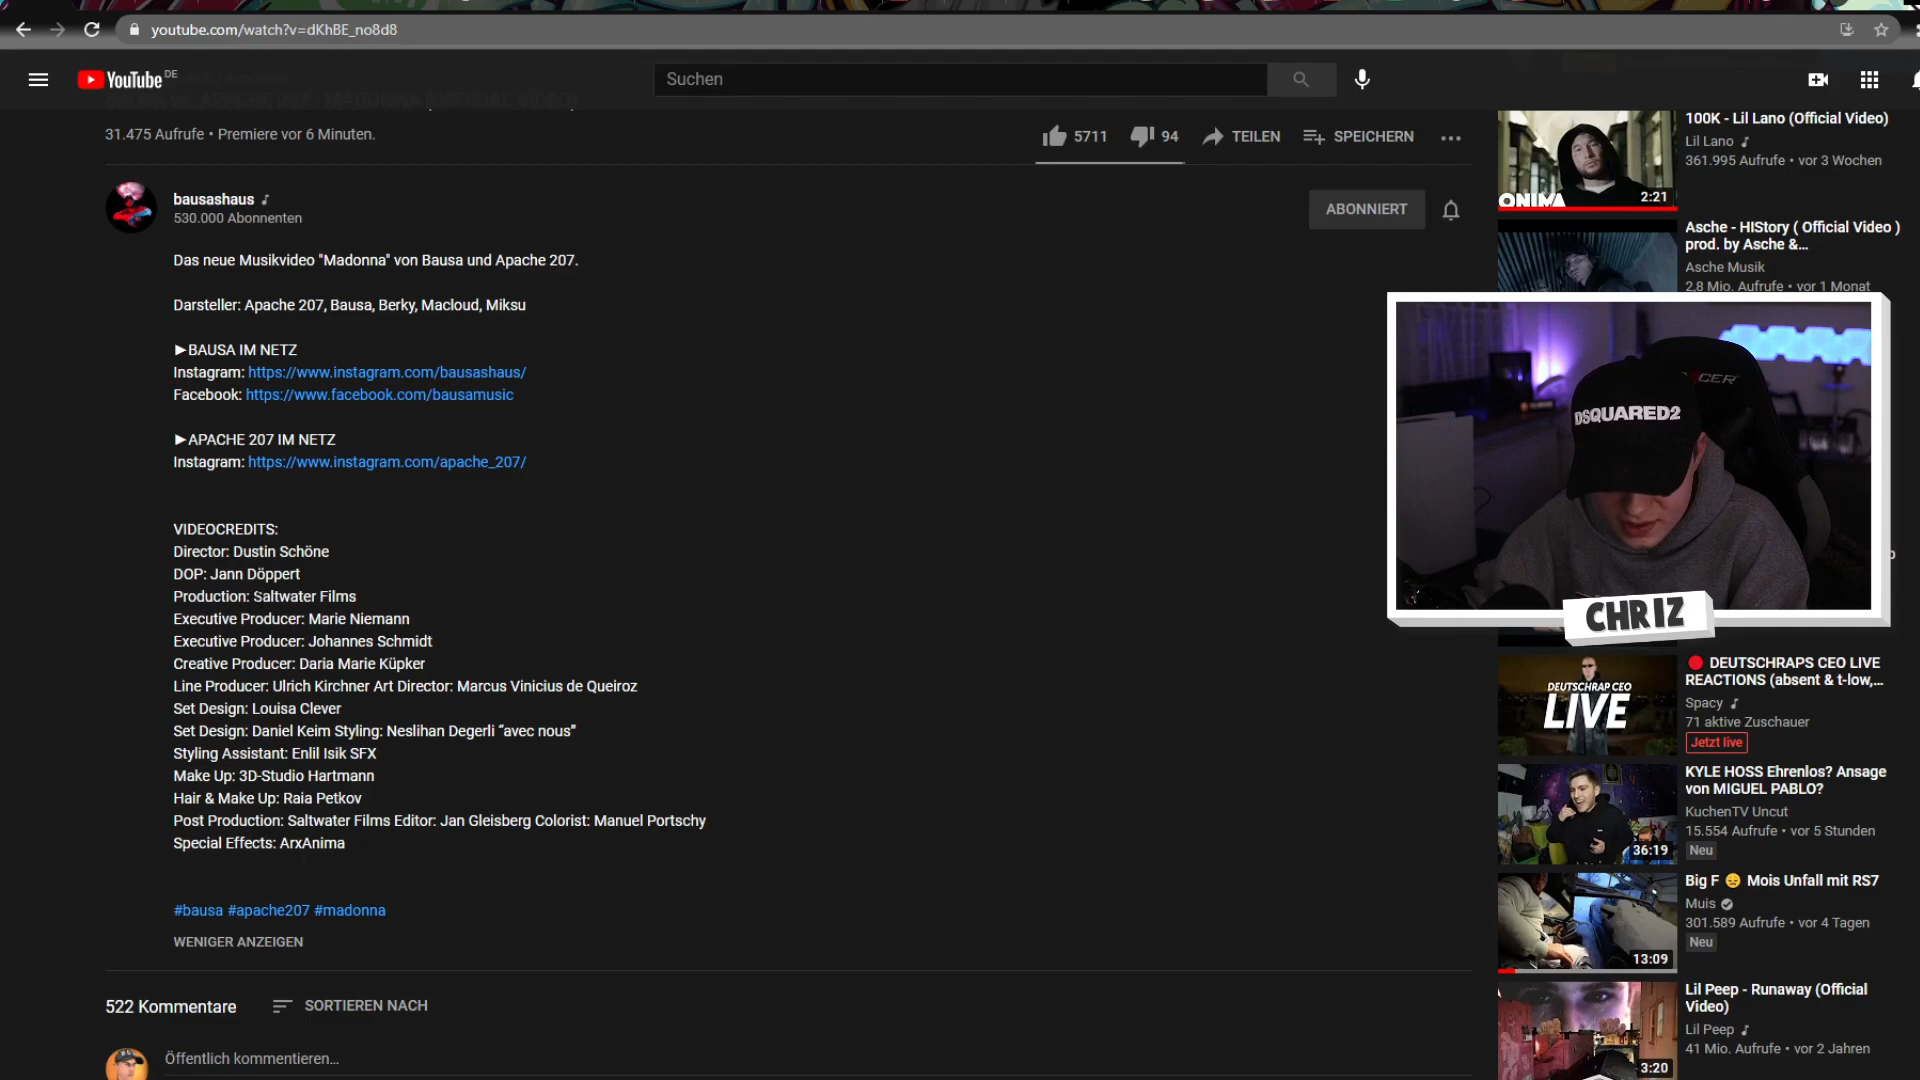 youtube.com/watch?v=dKhBE_no8d8
YouTube DE
Suchen
31.475 Aufrufe • Premiere vor 6 Minuten.
5711
94
TEILEN
SPEICHERN
bausashaus
530.000 Abonnenten
ABONNIERT
Das neue Musikvideo "Madonna" von Bausa und Apache 207.
Darsteller: Apache 207, Bausa, Berky, Macloud, Miksu
►BAUSA IM NETZ
Instagram: https://www.instagram.com/bausashaus/
Facebook: https://www.facebook.com/bausamusic
►APACHE 207 IM NETZ
Instagram: https://www.instagram.com/apache_207/
VIDEOCREDITS:
Director: Dustin Schöne
DOP: Jann Döppert
Production: Saltwater Films
Executive Producer: Marie Niemann
Executive Producer: Johannes Schmidt
Creative Producer: Daria Marie Küpker
Line Producer: Ulrich Kirchner Art Director: Marcus Vinicius de Queiroz
Set Design: Louisa Clever
Set Design: Daniel Keim Styling: Neslihan Degerli “avec nous”
Styling Assistant: Enlil Isik SFX
Make Up: 3D-Studio Hartmann
Hair & Make Up: Raia Petkov
Post Production: Saltwater Films Editor: Jan Gleisberg Colorist: Manuel Portschy
Special Effects: ArxAnima
#bausa #apache207 #madonna
WENIGER ANZEIGEN
522 Kommentare
SORTIEREN NACH
Öffentlich kommentieren...
2:21
100K - Lil Lano (Official Video)
Lil Lano
361.995 Aufrufe • vor 3 Wochen
Asche - HIStory ( Official Video )
prod. by Asche &...
Asche Musik
2,8 Mio. Aufrufe • vor 1 Monat
DSQUARED2
CHRIZ
DEUTSCHRAP CEO
LIVE
🔴 DEUTSCHRAPS CEO LIVE
REACTIONS (absent & t-low,...
Spacy
71 aktive Zuschauer
Jetzt live
36:19
KYLE HOSS Ehrenlos? Ansage
von MIGUEL PABLO?
KuchenTV Uncut
15.554 Aufrufe • vor 5 Stunden
Neu
13:09
Big F 😞 Mois Unfall mit RS7
Muis
301.589 Aufrufe • vor 4 Tagen
Neu
3:20
Lil Peep - Runaway (Official
Video)
Lil Peep
41 Mio. Aufrufe • vor 2 Jahren